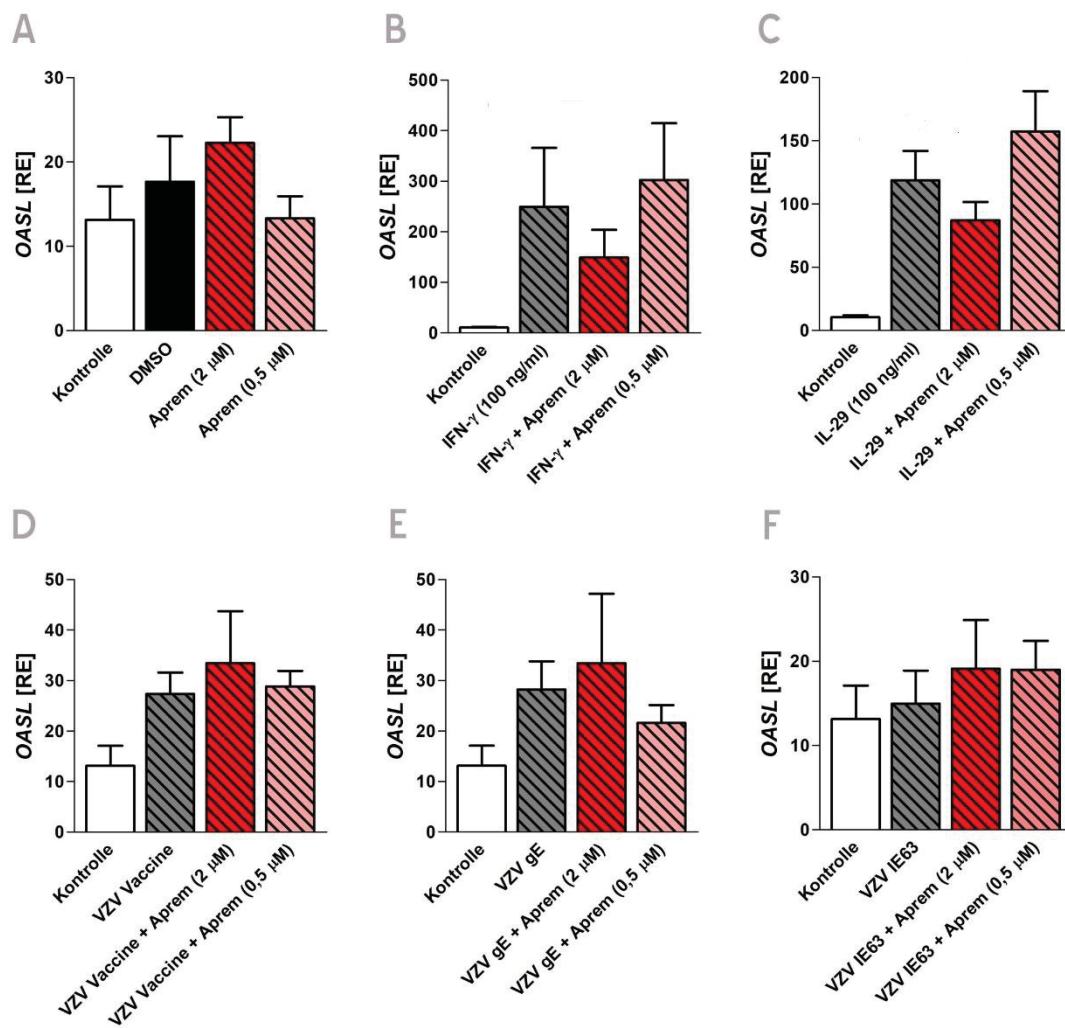 A
OASL [RE]
30
20
10
0
Kontrolle
DMSO
Aprem (2 μM)
Aprem (0,5 μM)
B
OASL [RE]
500
400
300
200
100
0
Kontrolle
IFN-γ (100 ng/ml)
IFN-γ + Aprem (2 μM)
IFN-γ + Aprem (0,5 μM)
C
OASL [RE]
200
150
100
50
0
Kontrolle
IL-29 (100 ng/ml)
IL-29 + Aprem (2 μM)
IL-29 + Aprem (0,5 μM)
D
OASL [RE]
50
40
30
20
10
0
Kontrolle
VZV Vaccine
VZV Vaccine + Aprem (2 μM)
VZV Vaccine + Aprem (0,5 μM)
E
OASL [RE]
50
40
30
20
10
0
Kontrolle
VZV gE
VZV gE + Aprem (2 μM)
VZV gE + Aprem (0,5 μM)
F
OASL [RE]
30
20
10
0
Kontrolle
VZV IE63
VZV IE63 + Aprem (2 μM)
VZV IE63 + Aprem (0,5 μM)